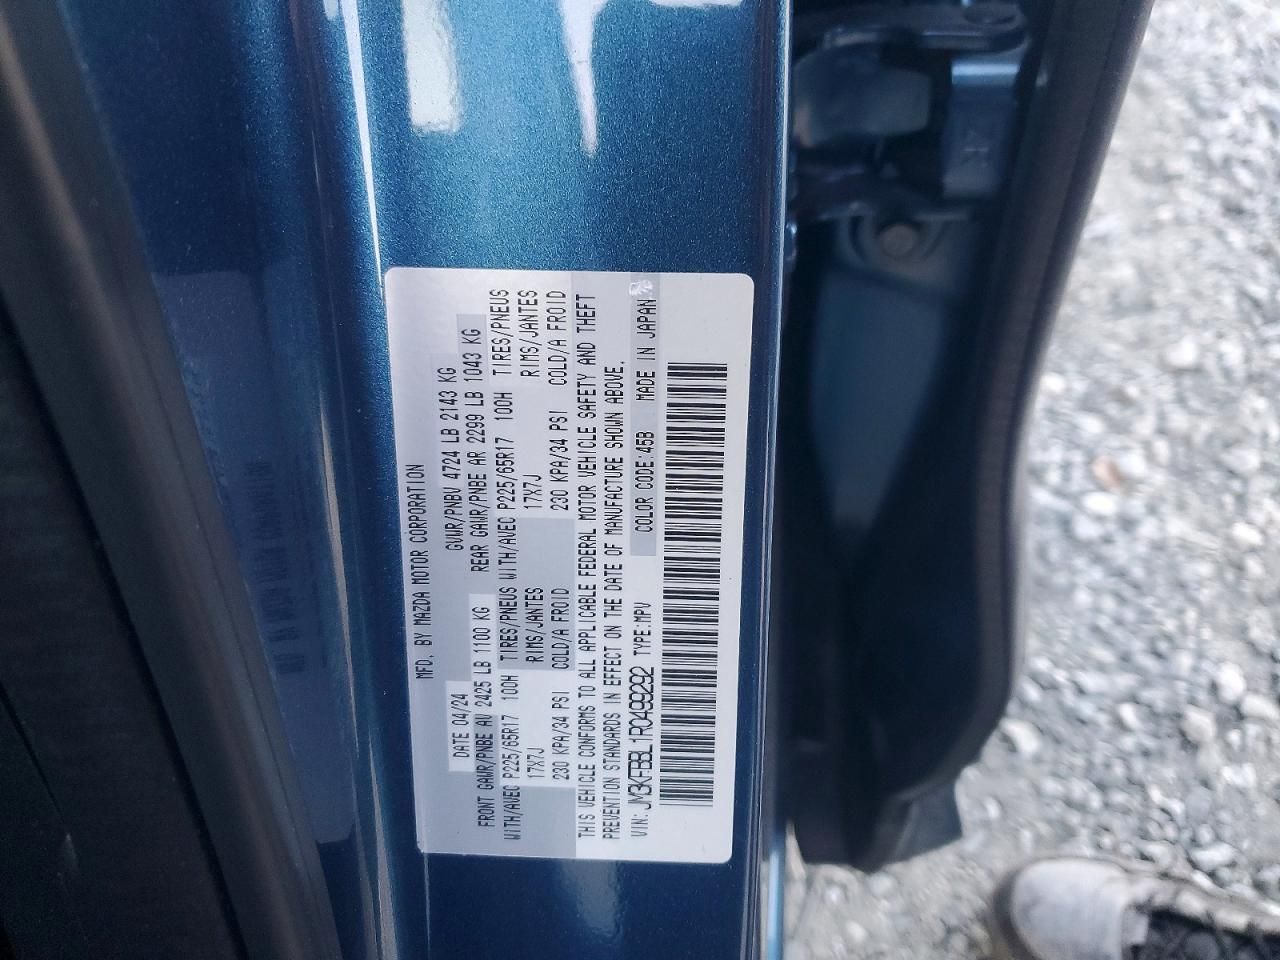 MFD. BY MAZDA MOTOR CORPORATION
DATE 04/24 GVWR/PNBV 4724 LB 2143 KG
FRONT GAWR/PNBE AV 2425 LB 1100 KG REAR GAWR/PNBE AR 2299 LB 1043 KG
WITH/AVEC P225/65R17 100H TIRES/PNEUS WITH/AVEC P225/65R17 100H TIRES/PNEUS
17X7J RIMS/JANTES 17X7J RIMS/JANTES
230 KPA/34 PSI COLD/A FROID 230 KPA/34 PSI COLD/A FROID
THIS VEHICLE CONFORMS TO ALL APPLICABLE FEDERAL MOTOR VEHICLE SAFETY AND THEFT
PREVENTION STANDARDS IN EFFECT ON THE DATE OF MANUFACTURE SHOWN ABOVE.
VIN: JM3KFBBL1R0499292 TYPE:MPV COLOR CODE:45B MADE IN JAPAN